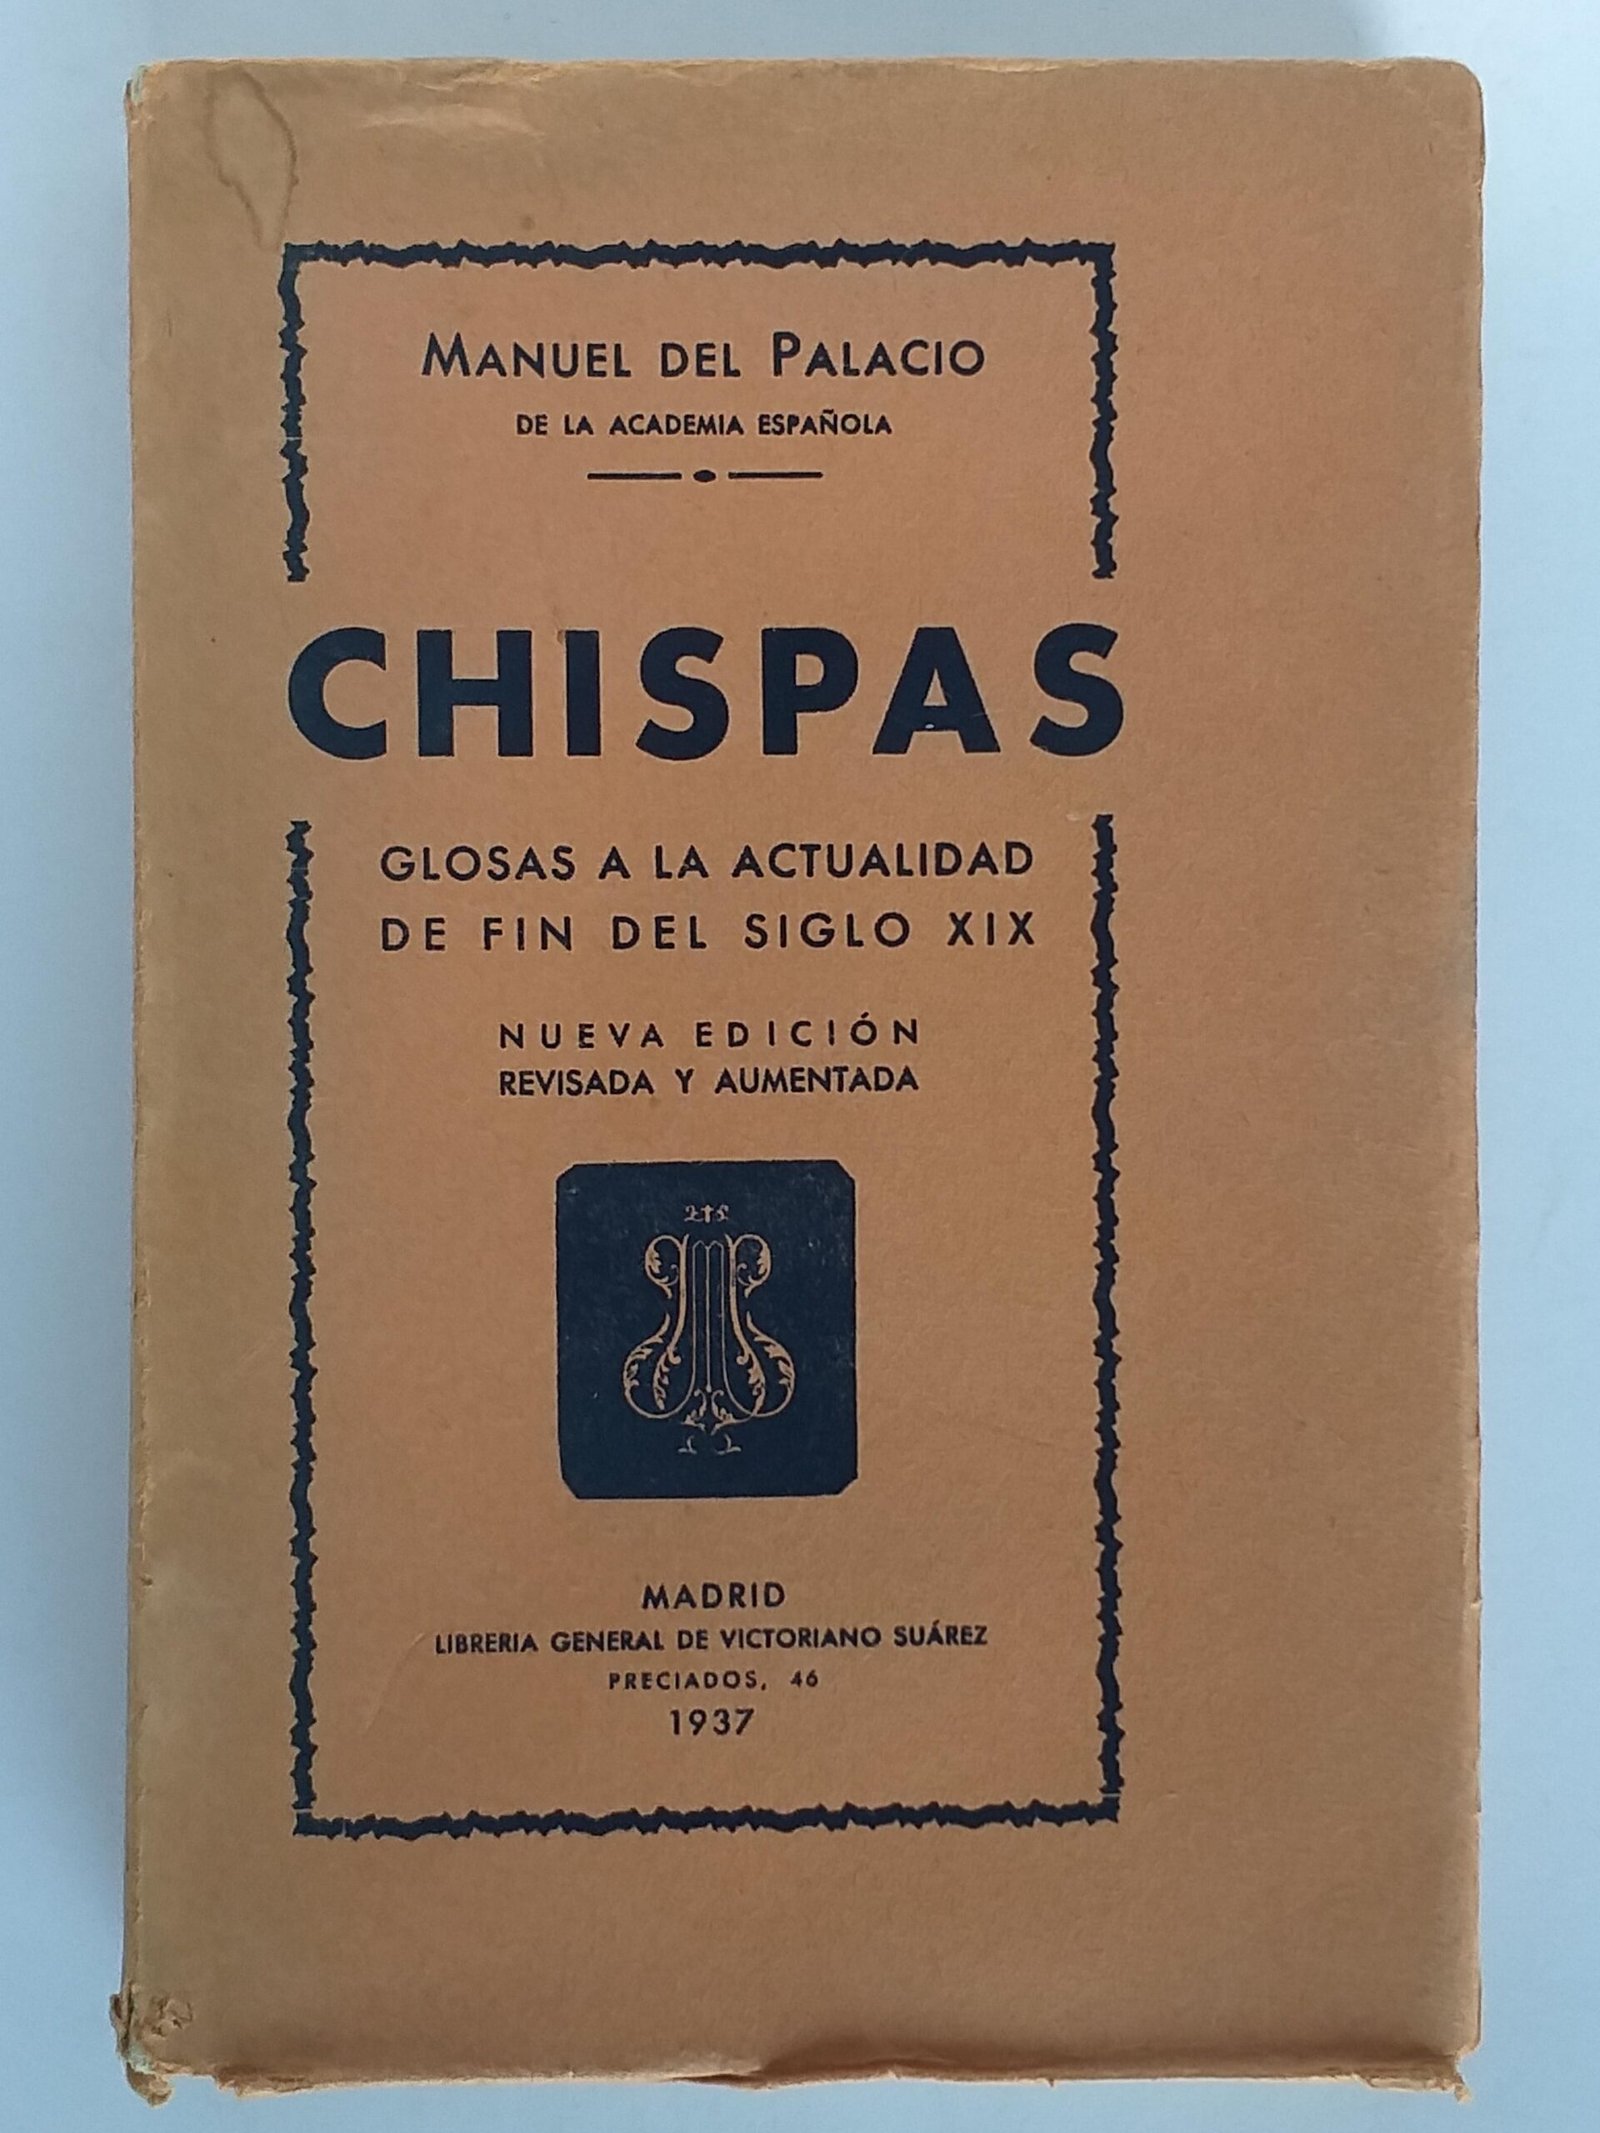 MANUEL DEL PALACIO
DE LA ACADEMIA ESPAÑOLA
CHISPAS
GLOSAS A LA ACTUALIDAD
DE FIN DEL SIGLO XIX
NUEVA EDICIÓN
REVISADA Y AUMENTADA
MADRID
LIBRERIA GENERAL DE VICTORIANO SUÁREZ
PRECIADOS, 46
1937